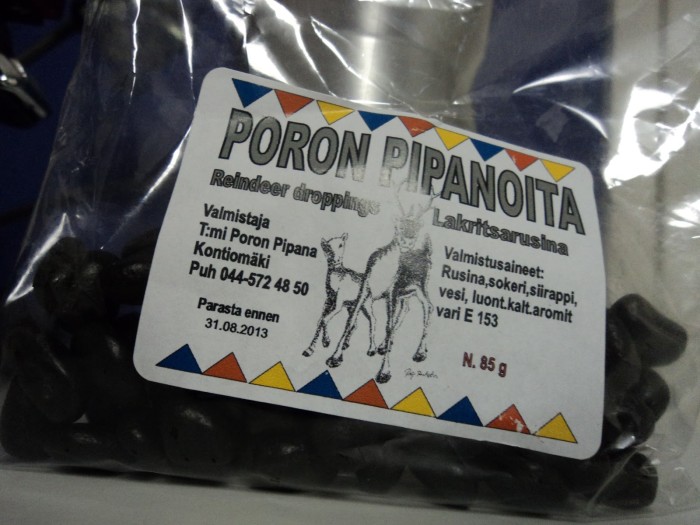 PORON PIPANOITA
Reindeer droppings Lakritsarusina
Valmistaja
T:mi Poron Pipana
Kontiomäki
Puh 044-572 48 50
Parasta ennen
31.08.2013
Valmistusaineet:
Rusina,sokeri,siirappi,
vesi, luont.kalt.aromit
vari E 153
N. 85 g